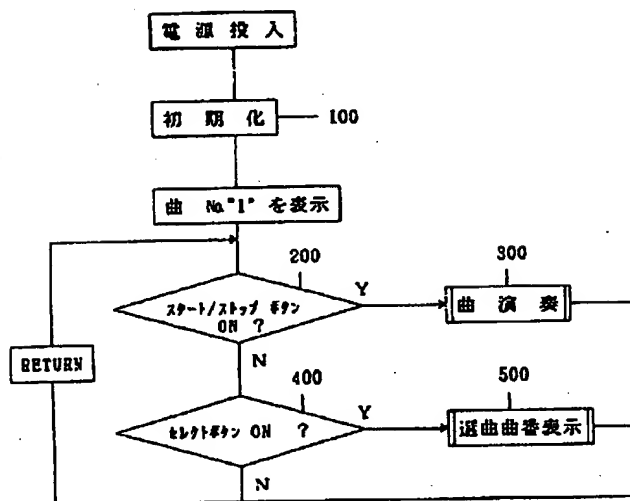 電源投入
初期化
100
曲 No."1" を表示
200
300
スタート/ストップ ボタン
ON ?
Y
曲演奏
N
RETURN
400
500
セレクトボタン ON ?
Y
選曲曲番表示
N